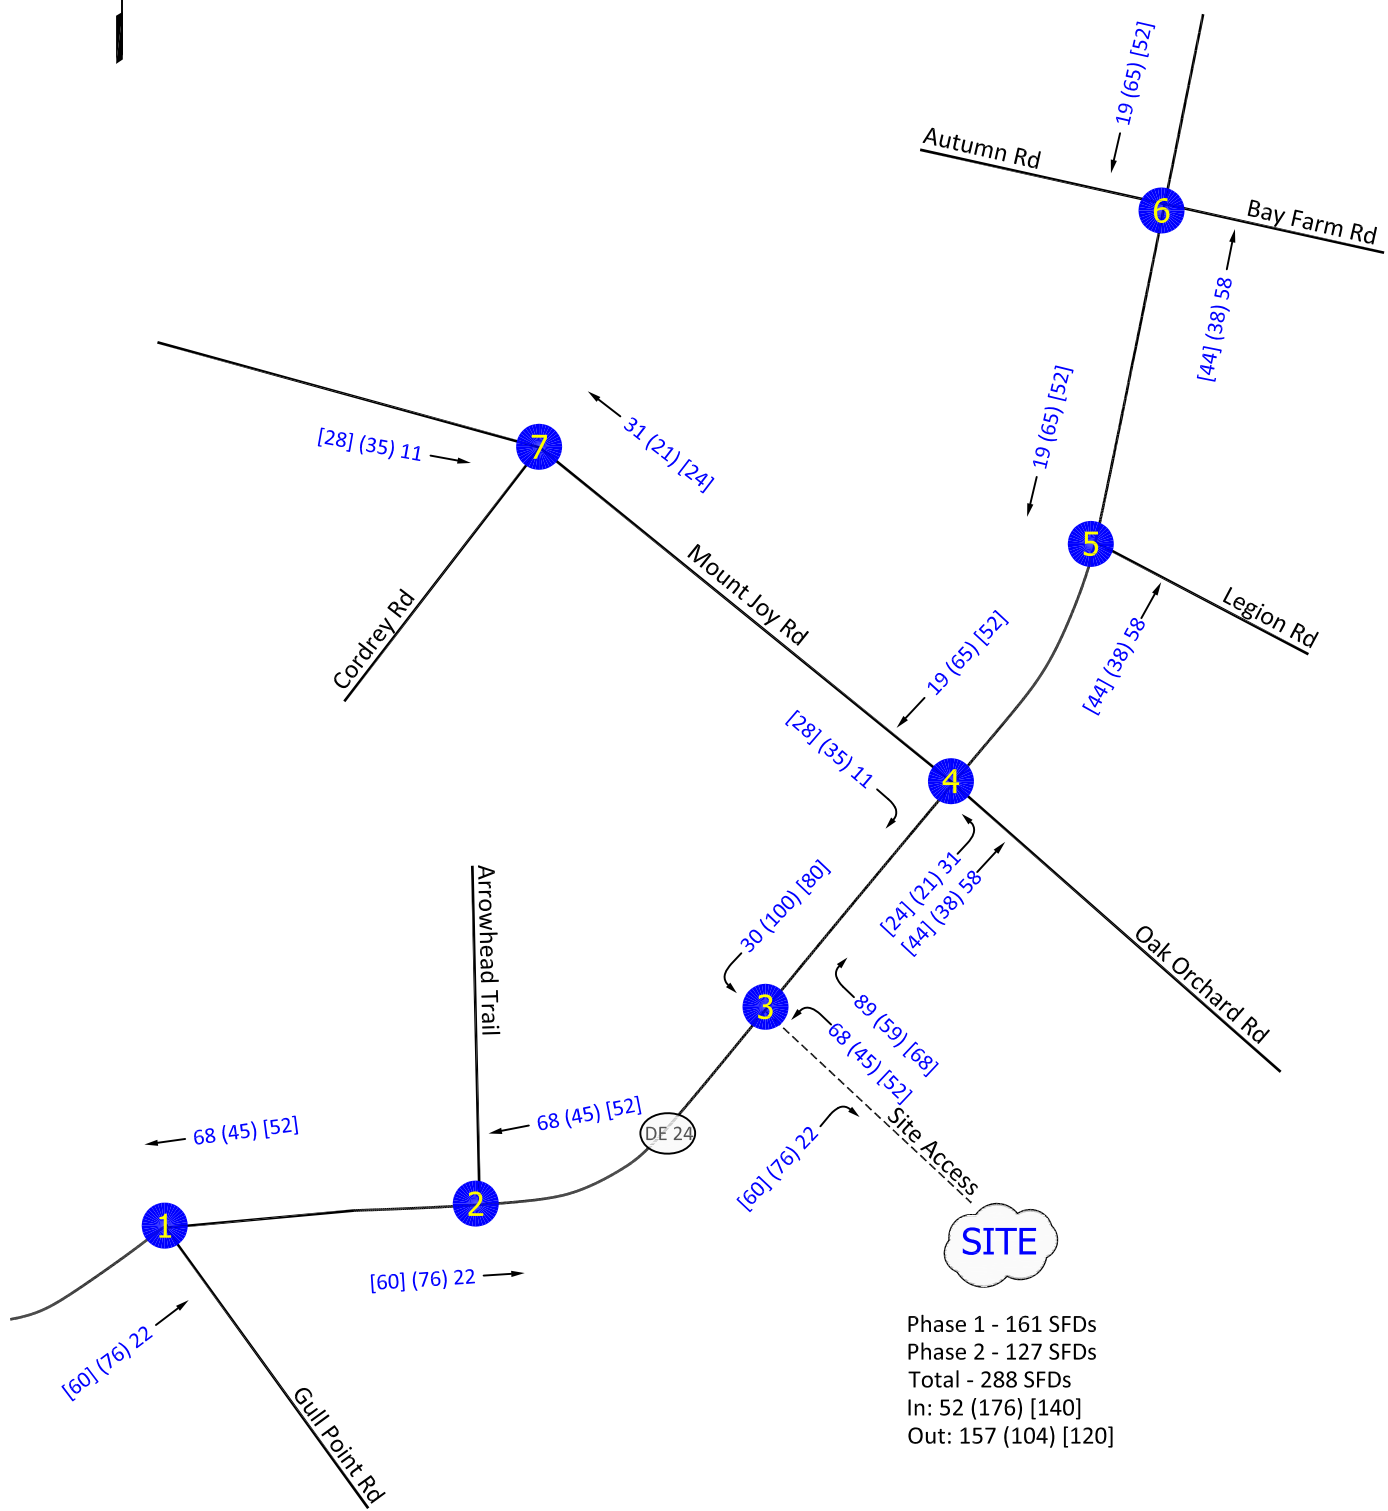 19 (65) [52]
Autumn Rd
6
Bay Farm Rd
[44] (38) 58
[28] (35) 11
7
31 (21) [24]
19 (65) [52]
5
Mount Joy Rd
Legion Rd
Cordrey Rd
19 (65) [52]
[44] (38) 58
[28] (35) 11
4
[24] (21) 31
[44] (38) 58
30 (100) [80]
Oak Orchard Rd
Arrowhead Trail
3
89 (59) [68]
68 (45) [52]
68 (45) [52]
68 (45) [52]
DE 24
Site Access
[60] (76) 22
2
1
SITE
[60] (76) 22
[60] (76) 22
Gull Point Rd
Phase 1 - 161 SFDs
Phase 2 - 127 SFDs
Total - 288 SFDs
In: 52 (176) [140]
Out: 157 (104) [120]